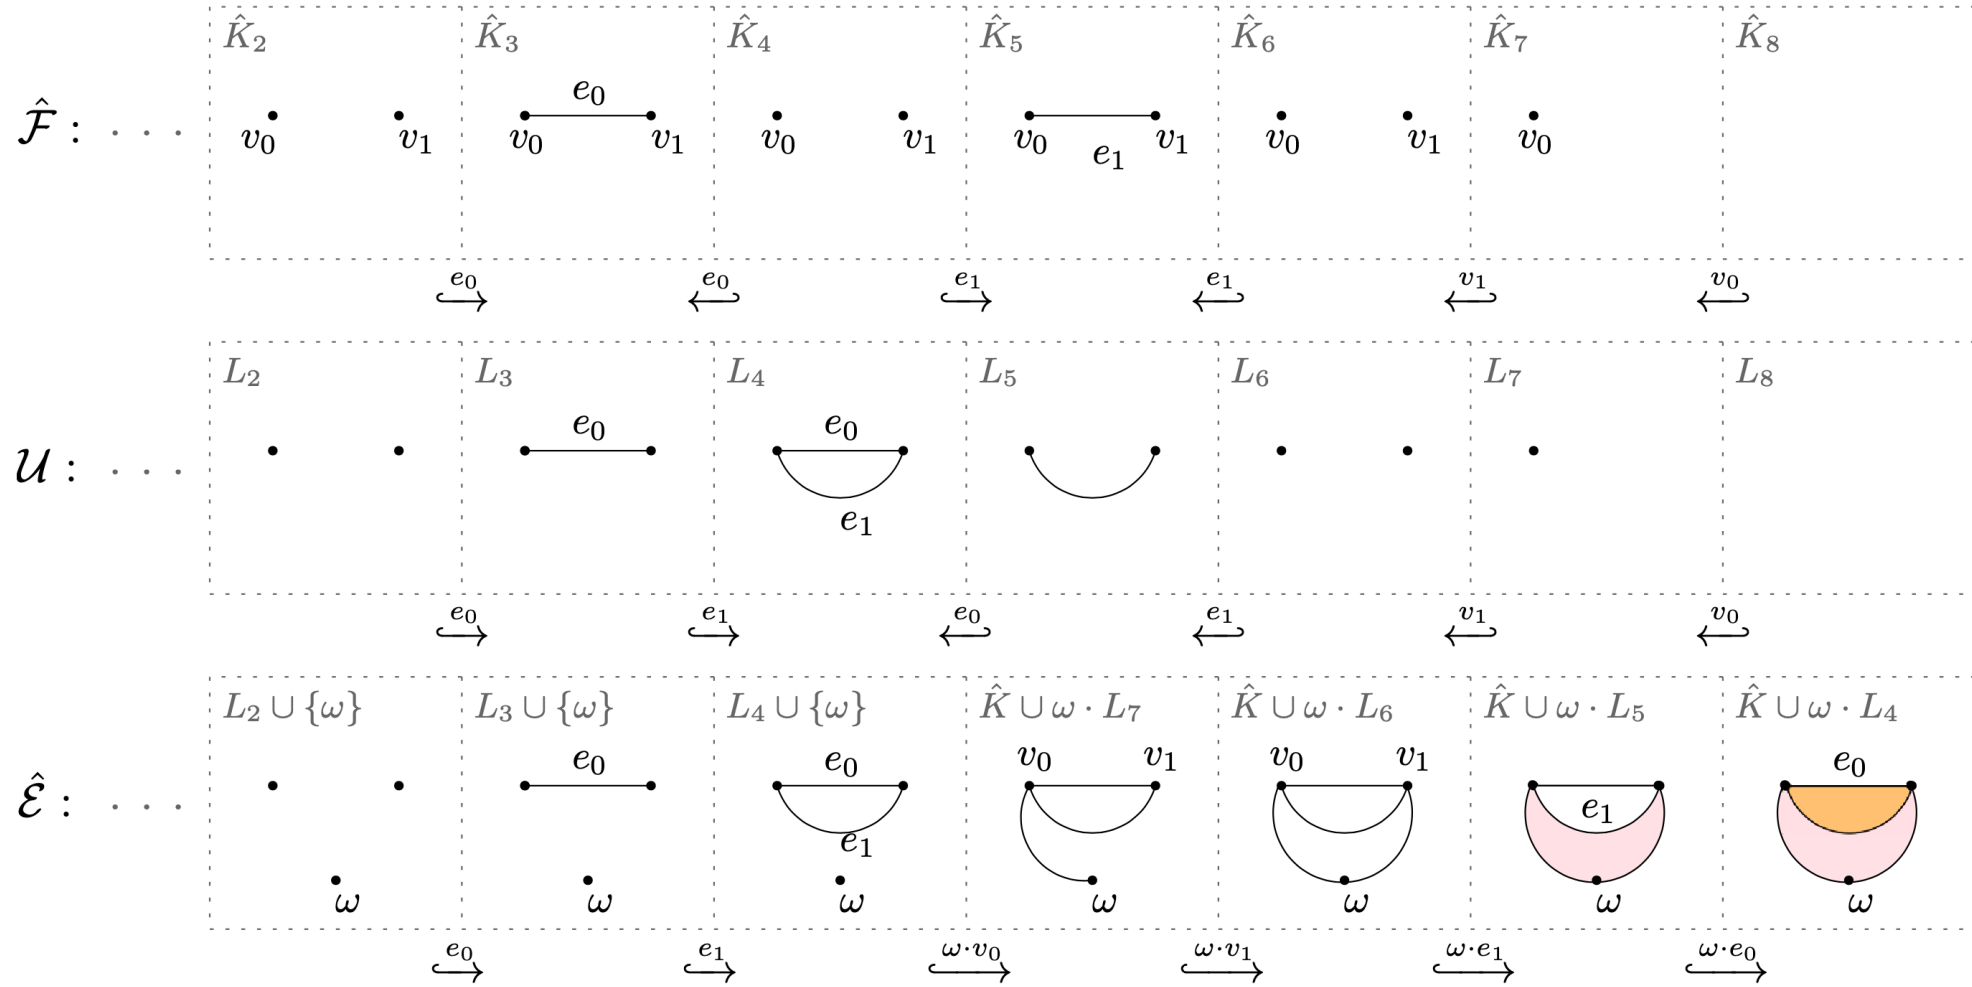 K̂₂ K̂₃ K̂₄ K̂₅ K̂₆ K̂₇ K̂₈
e₀
F̂ : · · ·
v₀ v₁ v₀ v₁ v₀ v₁ v₀ v₁ v₀ v₁ v₀
e₁
e₀ e₀ e₁ e₁ v₁ v₀
L₂ L₃ L₄ L₅ L₆ L₇ L₈
e₀ e₀
U : · · ·
e₁
e₀ e₁ e₀ e₁ v₁ v₀
L₂ ∪ {ω} L₃ ∪ {ω} L₄ ∪ {ω} K̂ ∪ ω · L₇ K̂ ∪ ω · L₆ K̂ ∪ ω · L₅ K̂ ∪ ω · L₄
e₀ e₀ v₀ v₁ v₀ v₁ e₀
Ê : · · ·
e₁ e₁
ω ω ω ω ω ω ω
e₀ e₁ ω·v₀ ω·v₁ ω·e₁ ω·e₀